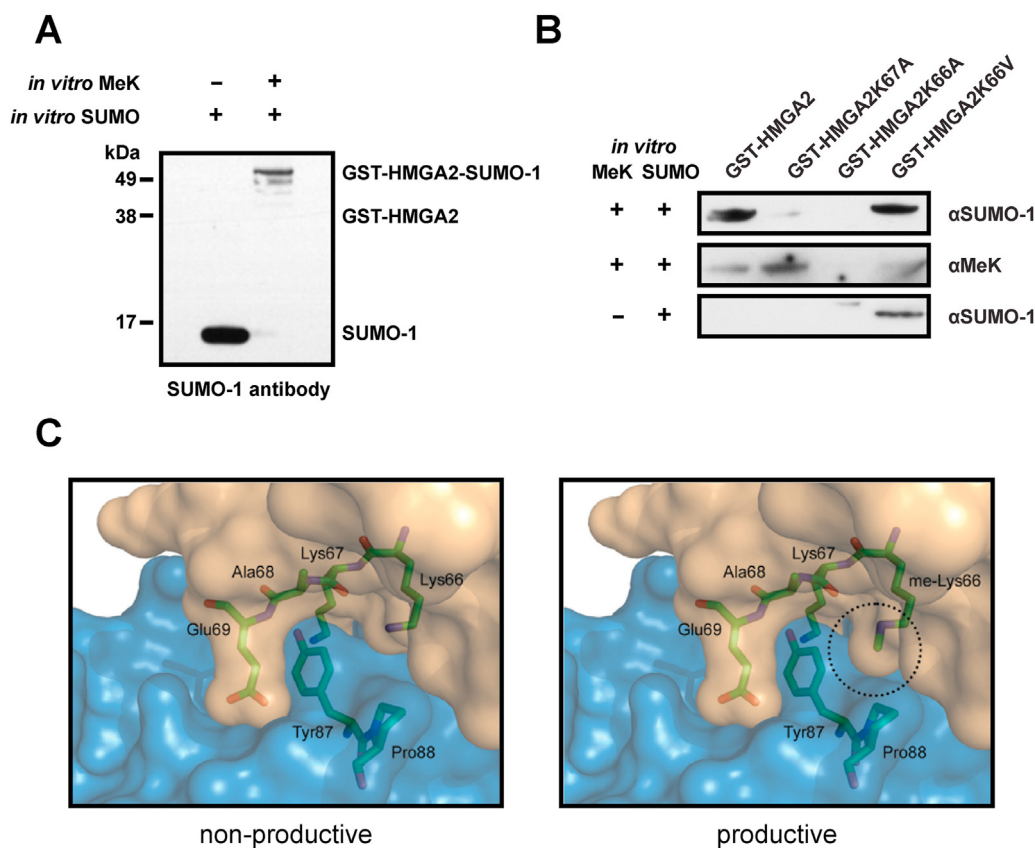 A
in vitro MeK – +
in vitro SUMO + +
kDa
49
38
17
GST-HMGA2-SUMO-1
GST-HMGA2
SUMO-1
SUMO-1 antibody
B
in vitro
MeK SUMO
GST-HMGA2
GST-HMGA2K67A
GST-HMGA2K66A
GST-HMGA2K66V
+ + αSUMO-1
+ + αMeK
– + αSUMO-1
C
Lys67
Ala68
Lys66
Glu69
Tyr87
Pro88
non-productive
Lys67
Ala68
me-Lys66
Glu69
Tyr87
Pro88
productive